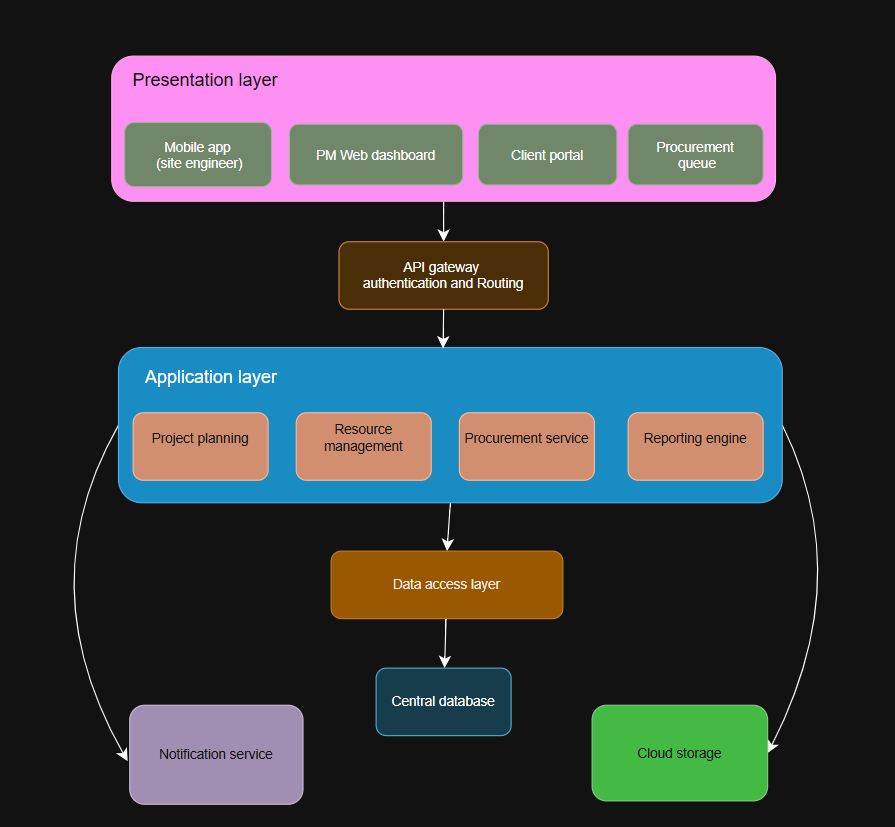 Presentation layer
Mobile app
(site engineer)
PM Web dashboard
Client portal
Procurement
queue
API gateway
authentication and Routing
Application layer
Project planning
Resource
management
Procurement service
Reporting engine
Data access layer
Central database
Notification service
Cloud storage